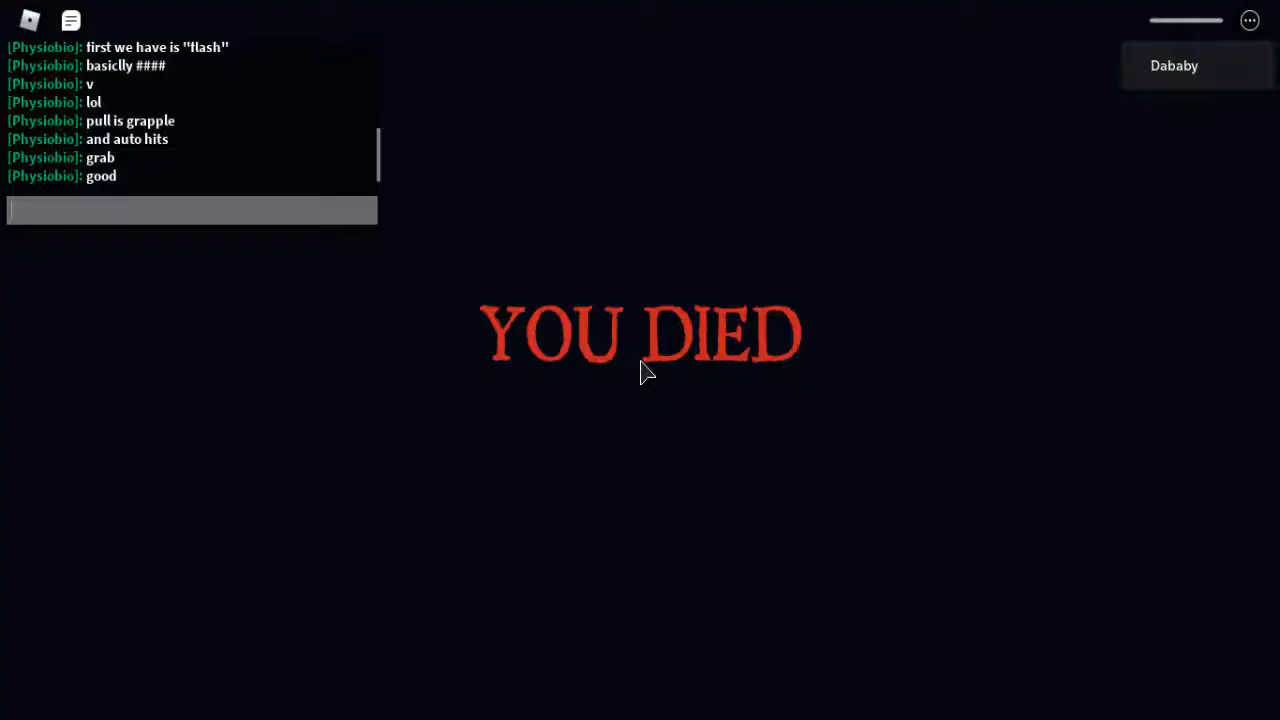 [Physiobio]: first we have is "flash"
[Physiobio]: basiclly ####
[Physiobio]: v
[Physiobio]: lol
[Physiobio]: pull is grapple
[Physiobio]: and auto hits
[Physiobio]: grab
[Physiobio]: good
Dababy
YOU DIED